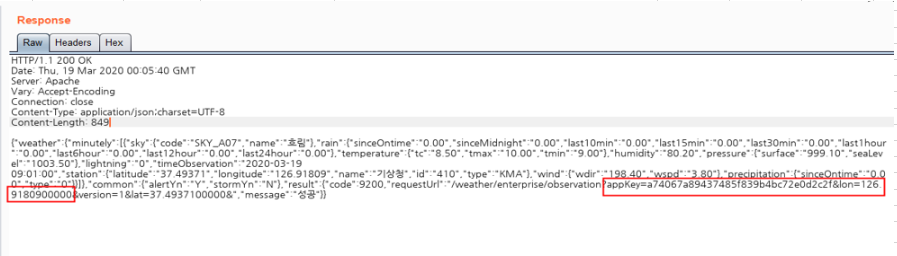 Response
Raw Headers Hex
HTTP/1.1 200 OK
Date: Thu, 19 Mar 2020 00:05:40 GMT
Server: Apache
Vary: Accept-Encoding
Connection: close
Content-Type: application/json;charset=UTF-8
Content-Length: 849
{"weather":{"minutely":[{"sky":{"code":"SKY_A07","name":"흐림"},"rain":{"sinceOntime":"0.00","sinceMidnight":"0.00","last10min":"0.00","last15min":"0.00","last30min":"0.00","last1hour
":"0.00","last6hour":"0.00","last12hour":"0.00","last24hour":"0.00"},"temperature":{"tc":"8.50","tmax":"10.00","tmin":"9.00"},"humidity":"80.20","pressure":{"surface":"999.10","seaLev
el":"1003.50"},"lightning":"0","timeObservation":"2020-03-19
09:01:00","station":{"latitude":"37.49371","longitude":"126.91809","name":"기상청","id":"410","type":"KMA"},"wind":{"wdir":"198.40","wspd":"3.80"},"precipitation":{"sinceOntime":"0.0
0","type":"0"}}]},"common":{"alertYn":"Y","stormYn":"N"},"result":{"code":9200,"requestUrl":"/weather/enterprise/observation?appKey=a74067a89437485f839b4bc72e0d2c2f&lon=126.
9180900000&version=1&lat=37.4937100000&","message":"성공"}}